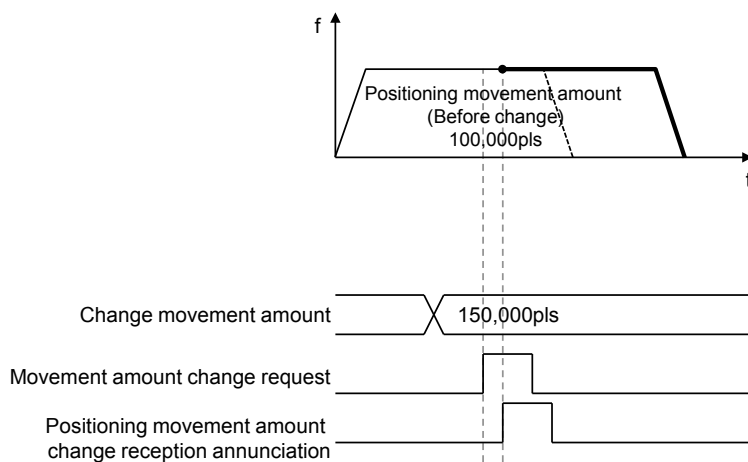 f
Positioning movement amount
(Before change)
100,000pls
t
Change movement amount
150,000pls
Movement amount change request
Positioning movement amount
change reception annunciation